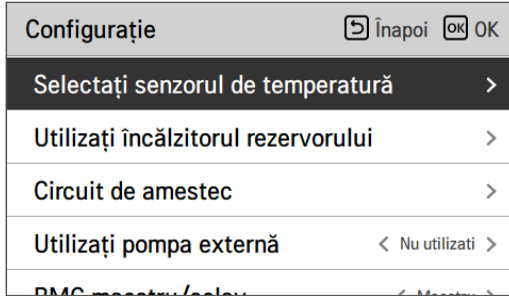 Configurație Înapoi OK OK
Selectați senzorul de temperatură >
Utilizați încălzitorul rezervorului >
Circuit de amestec >
Utilizați pompa externă < Nu utilizati >